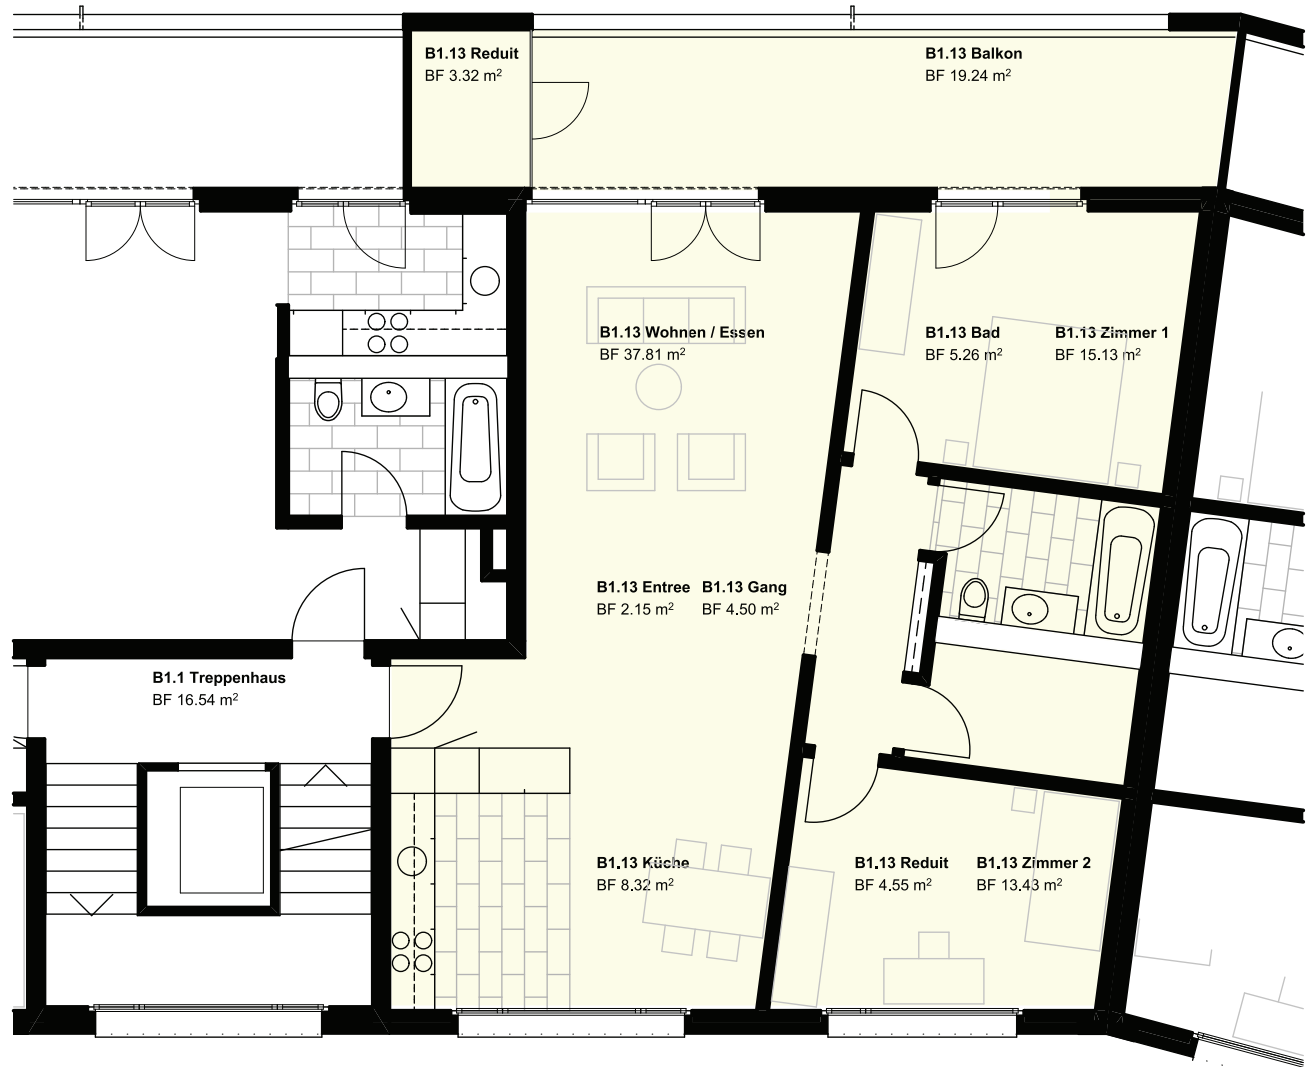 B1.13 Reduit
BF 3.32 m²
B1.13 Balkon
BF 19.24 m²
B1.13 Wohnen / Essen
BF 37.81 m²
B1.13 Bad
BF 5.26 m²
B1.13 Zimmer 1
BF 15.13 m²
B1.13 Entree
BF 2.15 m²
B1.13 Gang
BF 4.50 m²
B1.1 Treppenhaus
BF 16.54 m²
B1.13 Küche
BF 8.32 m²
B1.13 Reduit
BF 4.55 m²
B1.13 Zimmer 2
BF 13.43 m²